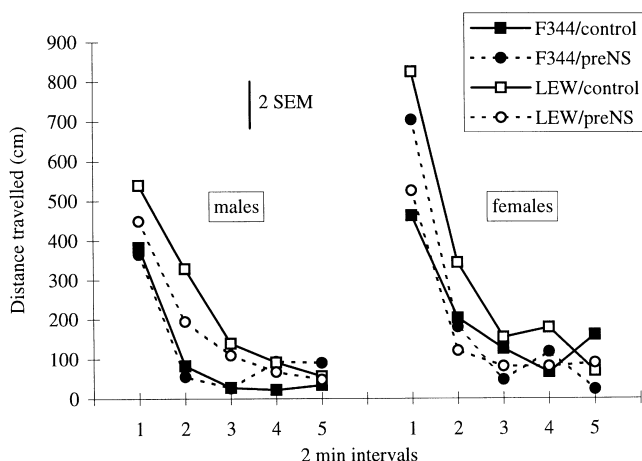 F344/control
F344/preNS
LEW/control
LEW/preNS
2 SEM
males
females
Distance travelled (cm)
900
800
700
600
500
400
300
200
100
0
1 2 3 4 5 1 2 3 4 5
2 min intervals